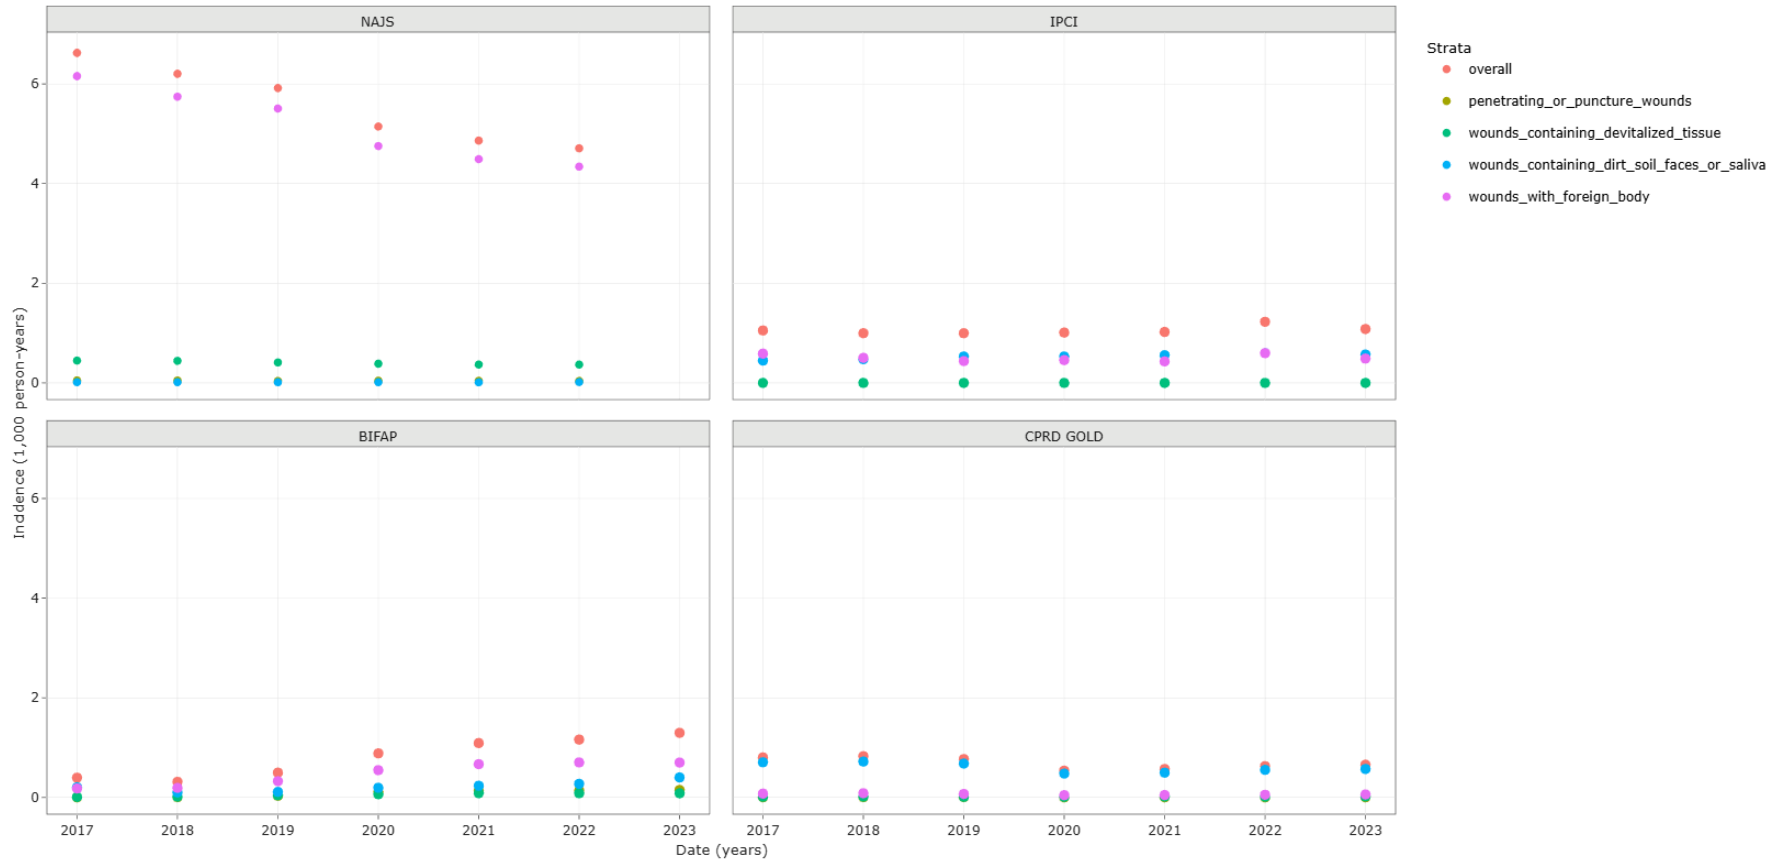 NAJS
IPCI
Strata
overall
penetrating_or_puncture_wounds
wounds_containing_devitalized_tissue
wounds_containing_dirt_soil_faces_or_saliva
wounds_with_foreign_body
6
4
2
0
BIFAP
CPRD GOLD
Inddence (1,000 person-years)
6
4
2
0
2017 2018 2019 2020 2021 2022 2023
2017 2018 2019 2020 2021 2022 2023
Date (years)